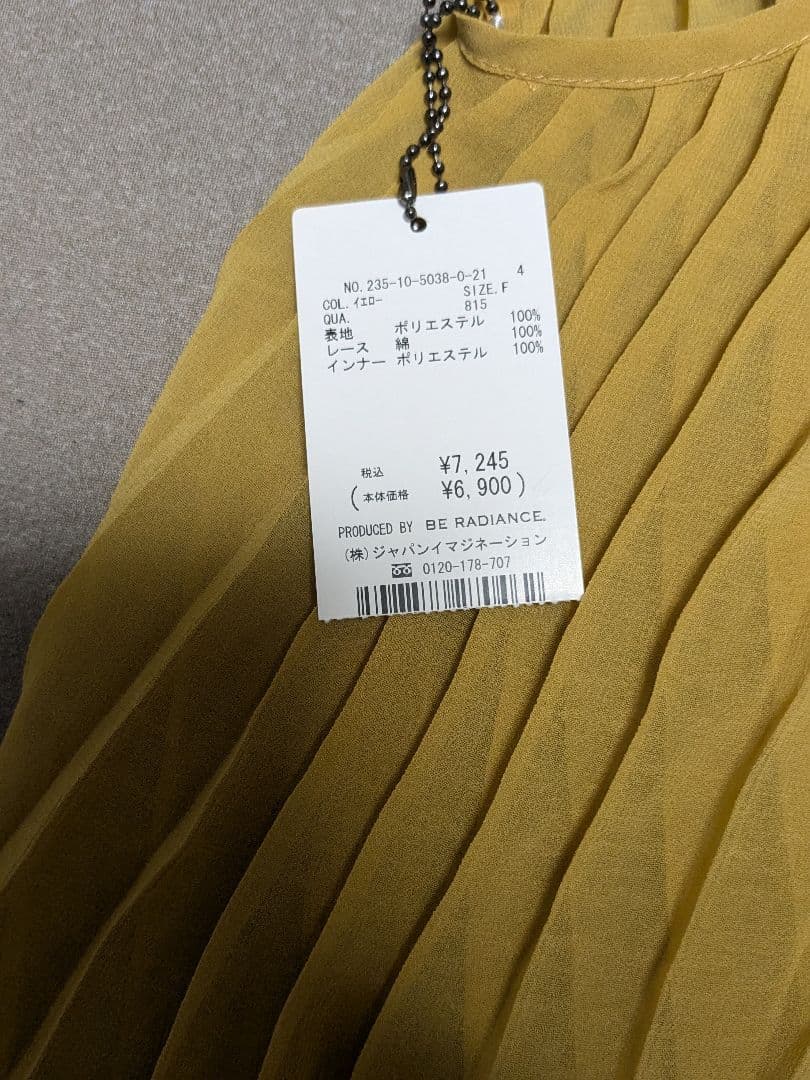 NO.235-10-5038-0-21 4
COL.イエロー SIZE.F
QUA. 815
表地 ポリエステル 100%
レース 綿 100%
インナー ポリエステル 100%
税込 ¥7,245
(本体価格 ¥6,900)
PRODUCED BY BE RADIANCE.
(株)ジャパンイマジネーション
0120-178-707